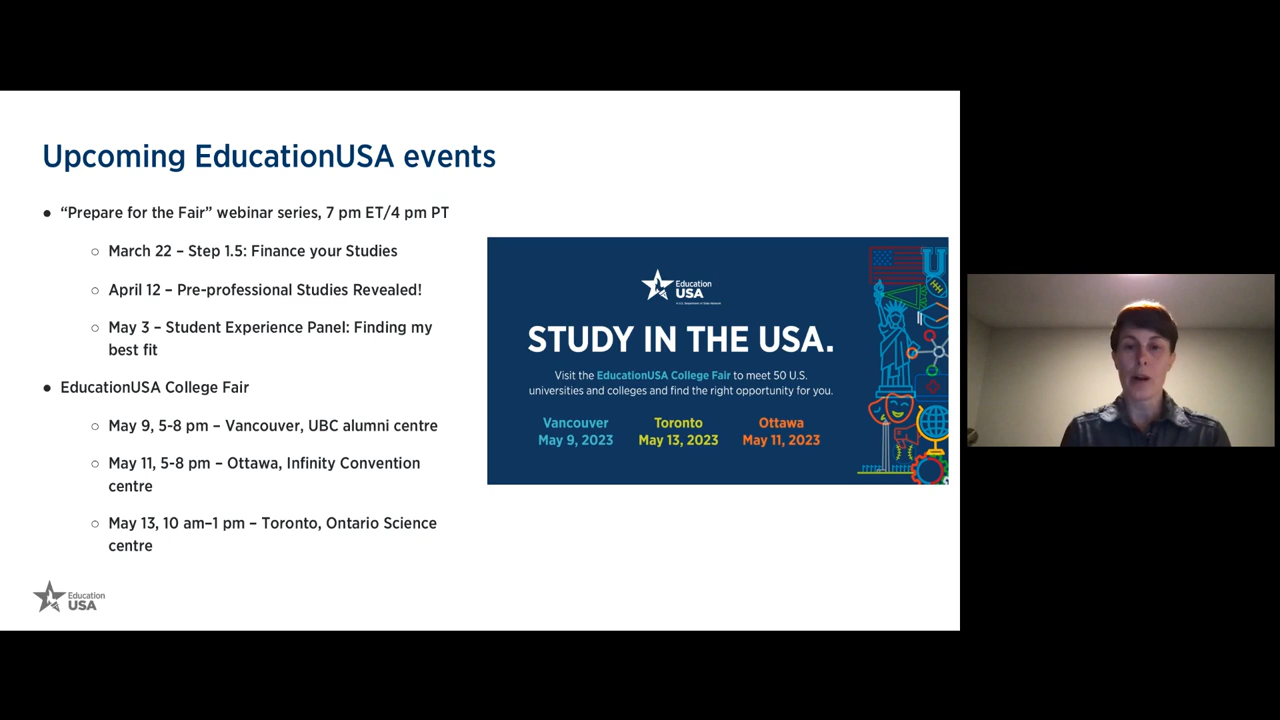 Upcoming EducationUSA events
● “Prepare for the Fair” webinar series, 7 pm ET/4 pm PT
○ March 22 – Step 1.5: Finance your Studies
○ April 12 – Pre-professional Studies Revealed!
○ May 3 – Student Experience Panel: Finding my
best fit
● EducationUSA College Fair
○ May 9, 5-8 pm – Vancouver, UBC alumni centre
○ May 11, 5-8 pm – Ottawa, Infinity Convention
centre
○ May 13, 10 am–1 pm – Toronto, Ontario Science
centre
Education
USA
Education
USA
STUDY IN THE USA.
Visit the EducationUSA College Fair to meet 50 U.S.
universities and colleges and find the right opportunity for you.
Vancouver Toronto Ottawa
May 9, 2023 May 13, 2023 May 11, 2023